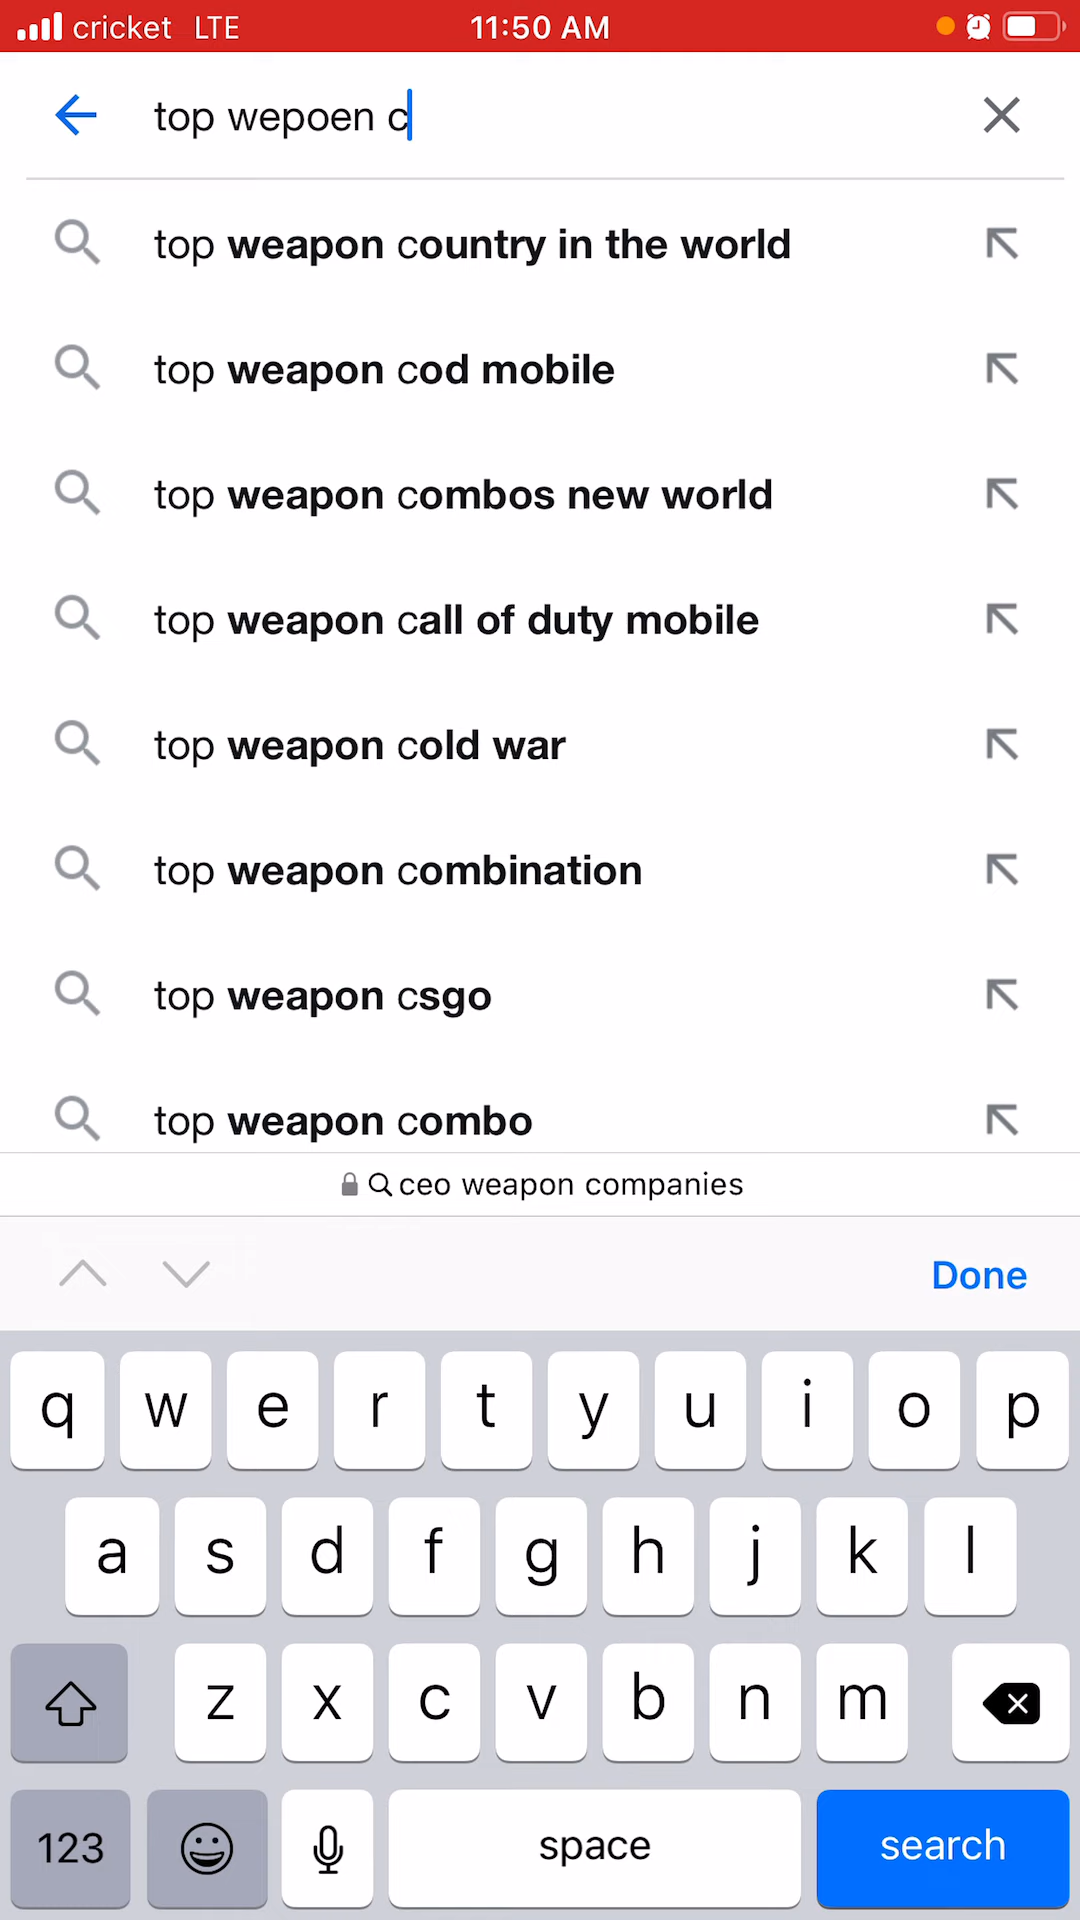 cricket LTE 11:50 AM
top wepoen c
top weapon country in the world
top weapon cod mobile
top weapon combos new world
top weapon call of duty mobile
top weapon cold war
top weapon combination
top weapon csgo
top weapon combo
ceo weapon companies
Done
q w e r t y u i o p
a s d f g h j k l
z x c v b n m
123 space search